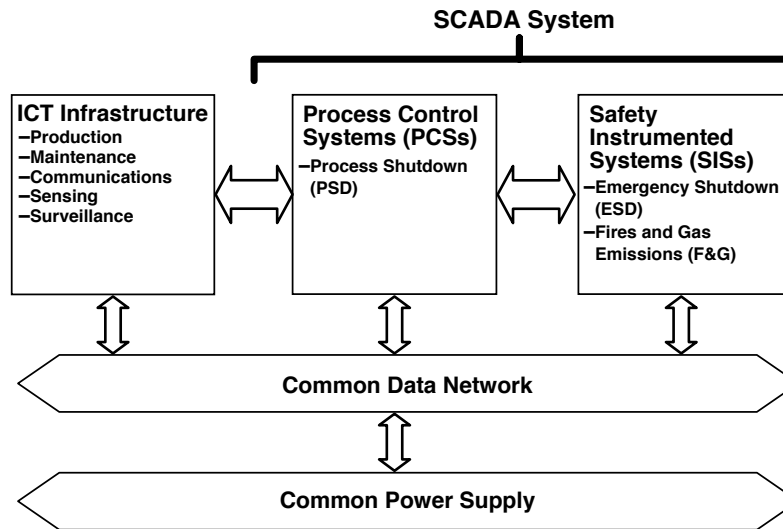 SCADA System
ICT Infrastructure
–Production
–Maintenance
–Communications
–Sensing
–Surveillance
Process Control
Systems (PCSs)
–Process Shutdown
(PSD)
Safety
Instrumented
Systems (SISs)
–Emergency Shutdown
(ESD)
–Fires and Gas
Emissions (F&G)
Common Data Network
Common Power Supply